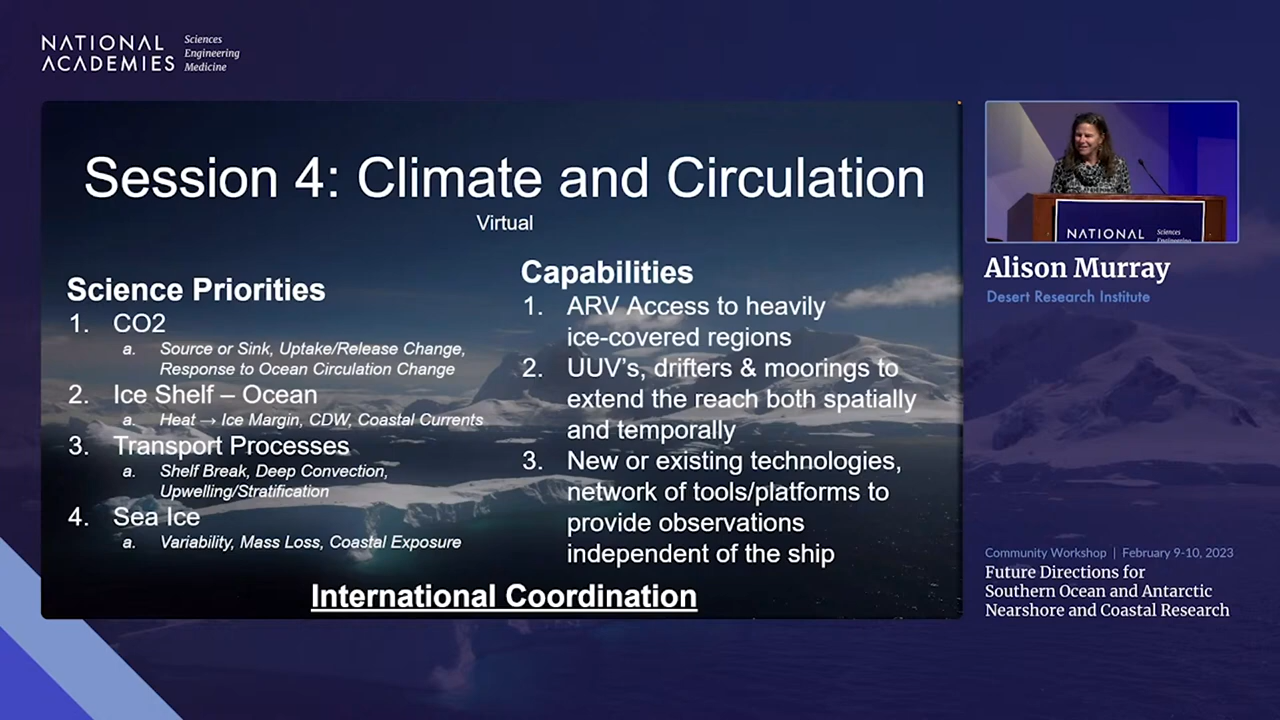 NATIONAL
ACADEMIES
Sciences
Engineering
Medicine
Session 4: Climate and Circulation
Virtual
Science Priorities
1. CO2
a. Source or Sink, Uptake/Release Change,
Response to Ocean Circulation Change
2. Ice Shelf – Ocean
a. Heat → Ice Margin, CDW, Coastal Currents
3. Transport Processes
a. Shelf Break, Deep Convection,
Upwelling/Stratification
4. Sea Ice
a. Variability, Mass Loss, Coastal Exposure
Capabilities
1. ARV Access to heavily
ice-covered regions
2. UUV's, drifters & moorings to
extend the reach both spatially
and temporally
3. New or existing technologies,
network of tools/platforms to
provide observations
independent of the ship
International Coordination
NATIONAL
Sciences
Engineering
Alison Murray
Desert Research Institute
Community Workshop | February 9-10, 2023
Future Directions for
Southern Ocean and Antarctic
Nearshore and Coastal Research